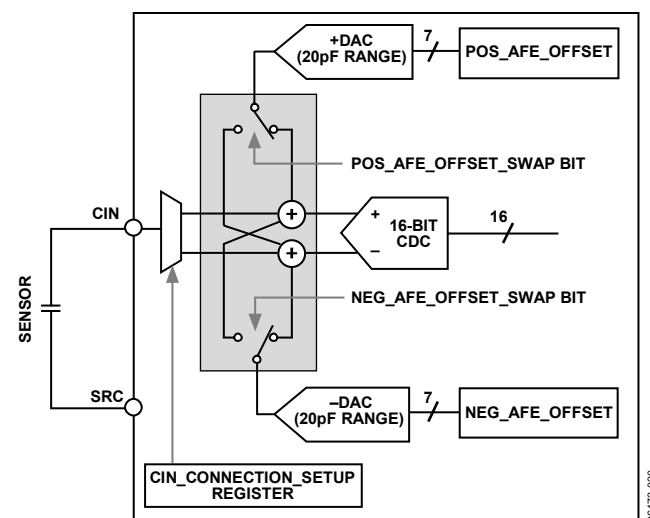 +DAC
(20pF RANGE)
7
POS_AFE_OFFSET
POS_AFE_OFFSET_SWAP BIT
CIN
+
+
16-BIT
CDC
–
16
+
SENSOR
NEG_AFE_OFFSET_SWAP BIT
SRC
–DAC
(20pF RANGE)
7
NEG_AFE_OFFSET
CIN_CONNECTION_SETUP
REGISTER